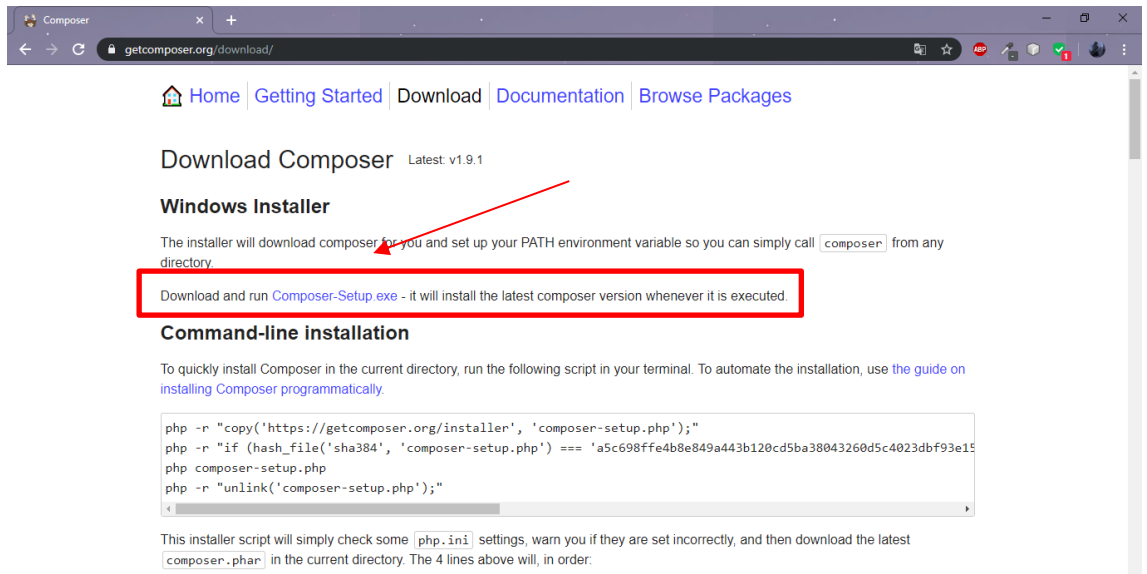 Composer
getcomposer.org/download/
ABP
1
Home Getting Started Download Documentation Browse Packages
Download Composer Latest: v1.9.1
Windows Installer
The installer will download composer for you and set up your PATH environment variable so you can simply call composer from any
directory.
Download and run Composer-Setup.exe - it will install the latest composer version whenever it is executed.
Command-line installation
To quickly install Composer in the current directory, run the following script in your terminal. To automate the installation, use the guide on
installing Composer programmatically.
php -r "copy('https://getcomposer.org/installer', 'composer-setup.php');"
php -r "if (hash_file('sha384', 'composer-setup.php') === 'a5c698ffe4b8e849a443b120cd5ba38043260d5c4023dbf93e15
php composer-setup.php
php -r "unlink('composer-setup.php');"
This installer script will simply check some php.ini settings, warn you if they are set incorrectly, and then download the latest
composer.phar in the current directory. The 4 lines above will, in order: